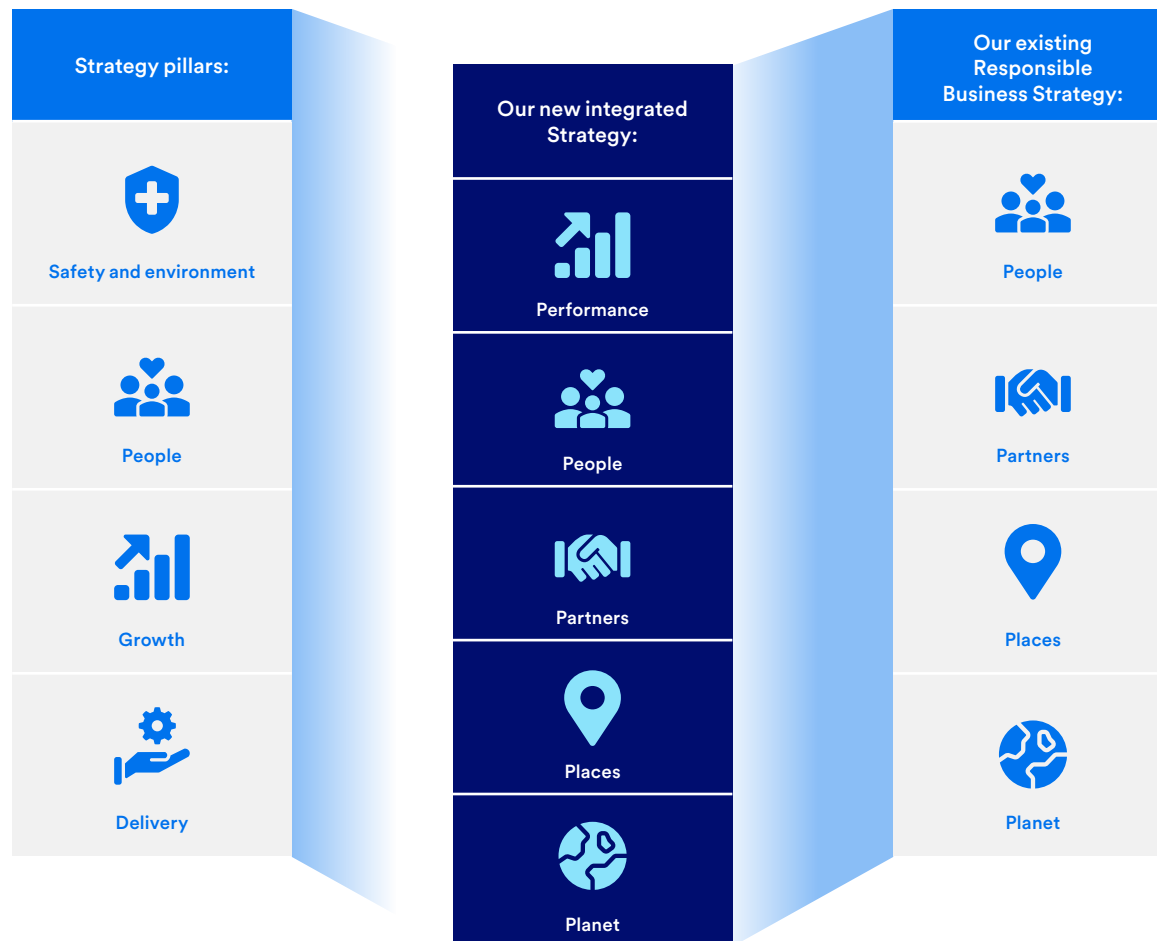 Strategy pillars:
Safety and environment
People
Growth
Delivery
Our new integrated
Strategy:
Performance
People
Partners
Places
Planet
Our existing
Responsible
Business Strategy:
People
Partners
Places
Planet